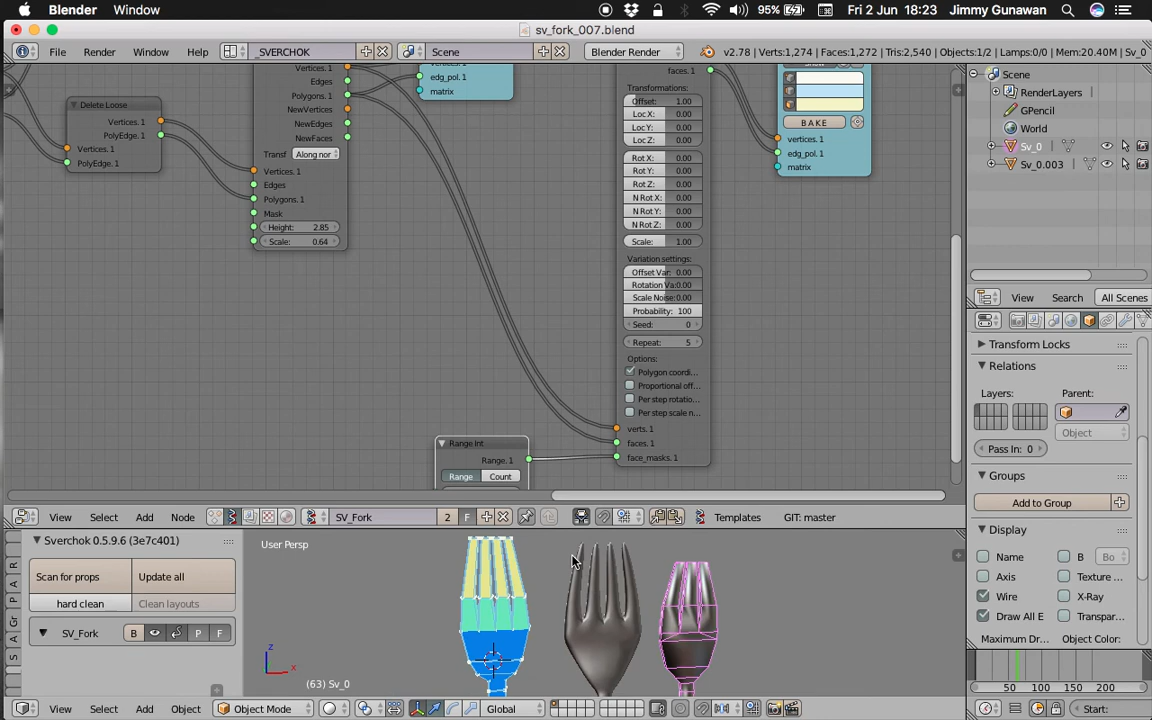 Blender Window 95% Fri 2 Jun 18:23 Jimmy Gunawan
sv_fork_007.blend
File Render Window Help _SVERCHOK Scene Blender Render v2.78 | Verts:1,274 | Faces:1,272 | Tris:2,540 | Objects:1/2 | Lamps:0/0 | Mem:20.40M | Sv_0
Delete Loose
Vertices. 1
PolyEdge. 1
Vertices. 1
PolyEdge. 1
Vertices. 1
Edges
Polygons. 1
NewVertices
NewEdges
NewFaces
Transf Along nor
Vertices. 1
Edges
Polygons. 1
Mask
Height: 2.85
Scale: 0.64
edg_pol. 1
matrix
faces. 1
Transformations:
Offset: 1.00
Loc X: 0.00
Loc Y: 0.00
Loc Z: 0.00
Rot X: 0.00
Rot Y: 0.00
Rot Z: 0.00
N Rot X: 0.00
N Rot Y: 0.00
N Rot Z: 0.00
Scale: 1.00
Variation settings:
Offset Var: 0.00
Rotation Va:0.00
Scale Noise:0.00
Probability: 100
Seed: 0
Repeat: 5
Options:
Polygon coordi...
Proportional off...
Per step rotatio...
Per step scale n...
verts. 1
faces. 1
face_masks. 1
Range Int
Range. 1
Range Count
BAKE
vertices. 1
edg_pol. 1
matrix
Scene
RenderLayers
GPencil
World
Sv_0
Sv_0.003
View Search All Scenes
Transform Locks
Relations
Layers: Parent:
Object
Pass In: 0
Groups
Add to Group
Display
Name B Bo
Axis Texture ...
Wire X-Ray
Draw All E Transpar...
Maximum Dr... Object Color:
View Select Add Node SV_Fork 2 F Templates GIT: master
Sverchok 0.5.9.6 (3e7c401)
Scan for props Update all
hard clean Clean layouts
SV_Fork B P F
R
A
Gr
A
S
User Persp
z
x
(63) Sv_0
View Select Add Object Object Mode Global
50 100 150 200
Start: